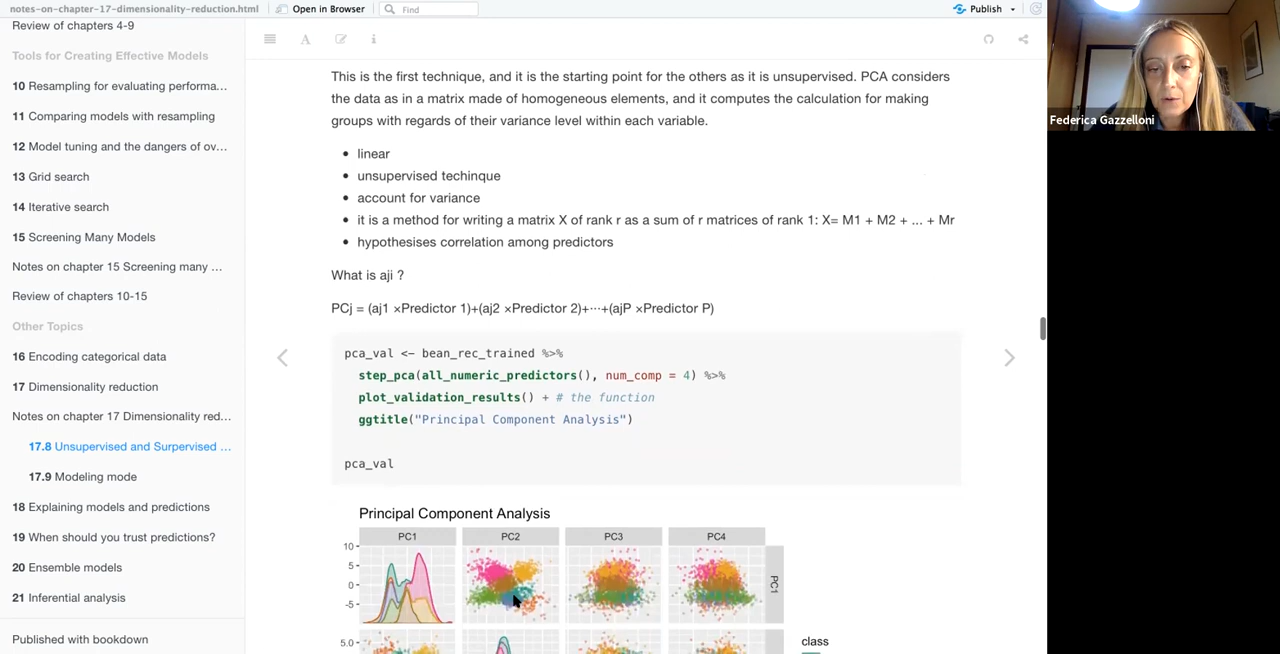 notes-on-chapter-17-dimensionality-reduction.html
Open in Browser
Find
Publish
Review of chapters 4-9
Tools for Creating Effective Models
10 Resampling for evaluating performa...
11 Comparing models with resampling
12 Model tuning and the dangers of ov...
13 Grid search
14 Iterative search
15 Screening Many Models
Notes on chapter 15 Screening many ...
Review of chapters 10-15
Other Topics
16 Encoding categorical data
17 Dimensionality reduction
Notes on chapter 17 Dimensionality red...
17.8 Unsupervised and Surpervised ...
17.9 Modeling mode
18 Explaining models and predictions
19 When should you trust predictions?
20 Ensemble models
21 Inferential analysis
Published with bookdown
This is the first technique, and it is the starting point for the others as it is unsupervised. PCA considers
the data as in a matrix made of homogeneous elements, and it computes the calculation for making
groups with regards of their variance level within each variable.
• linear
• unsupervised techinque
• account for variance
• it is a method for writing a matrix X of rank r as a sum of r matrices of rank 1: X= M1 + M2 + ... + Mr
• hypothesises correlation among predictors
What is aji ?
PCj = (aj1 ×Predictor 1)+(aj2 ×Predictor 2)+⋯+(ajP ×Predictor P)
pca_val <- bean_rec_trained %>%
step_pca(all_numeric_predictors(), num_comp = 4) %>%
plot_validation_results() + # the function
ggtitle("Principal Component Analysis")
pca_val
Principal Component Analysis
PC1 PC2 PC3 PC4
10
5
0
-5
PC1
5.0
class
Federica Gazzelloni